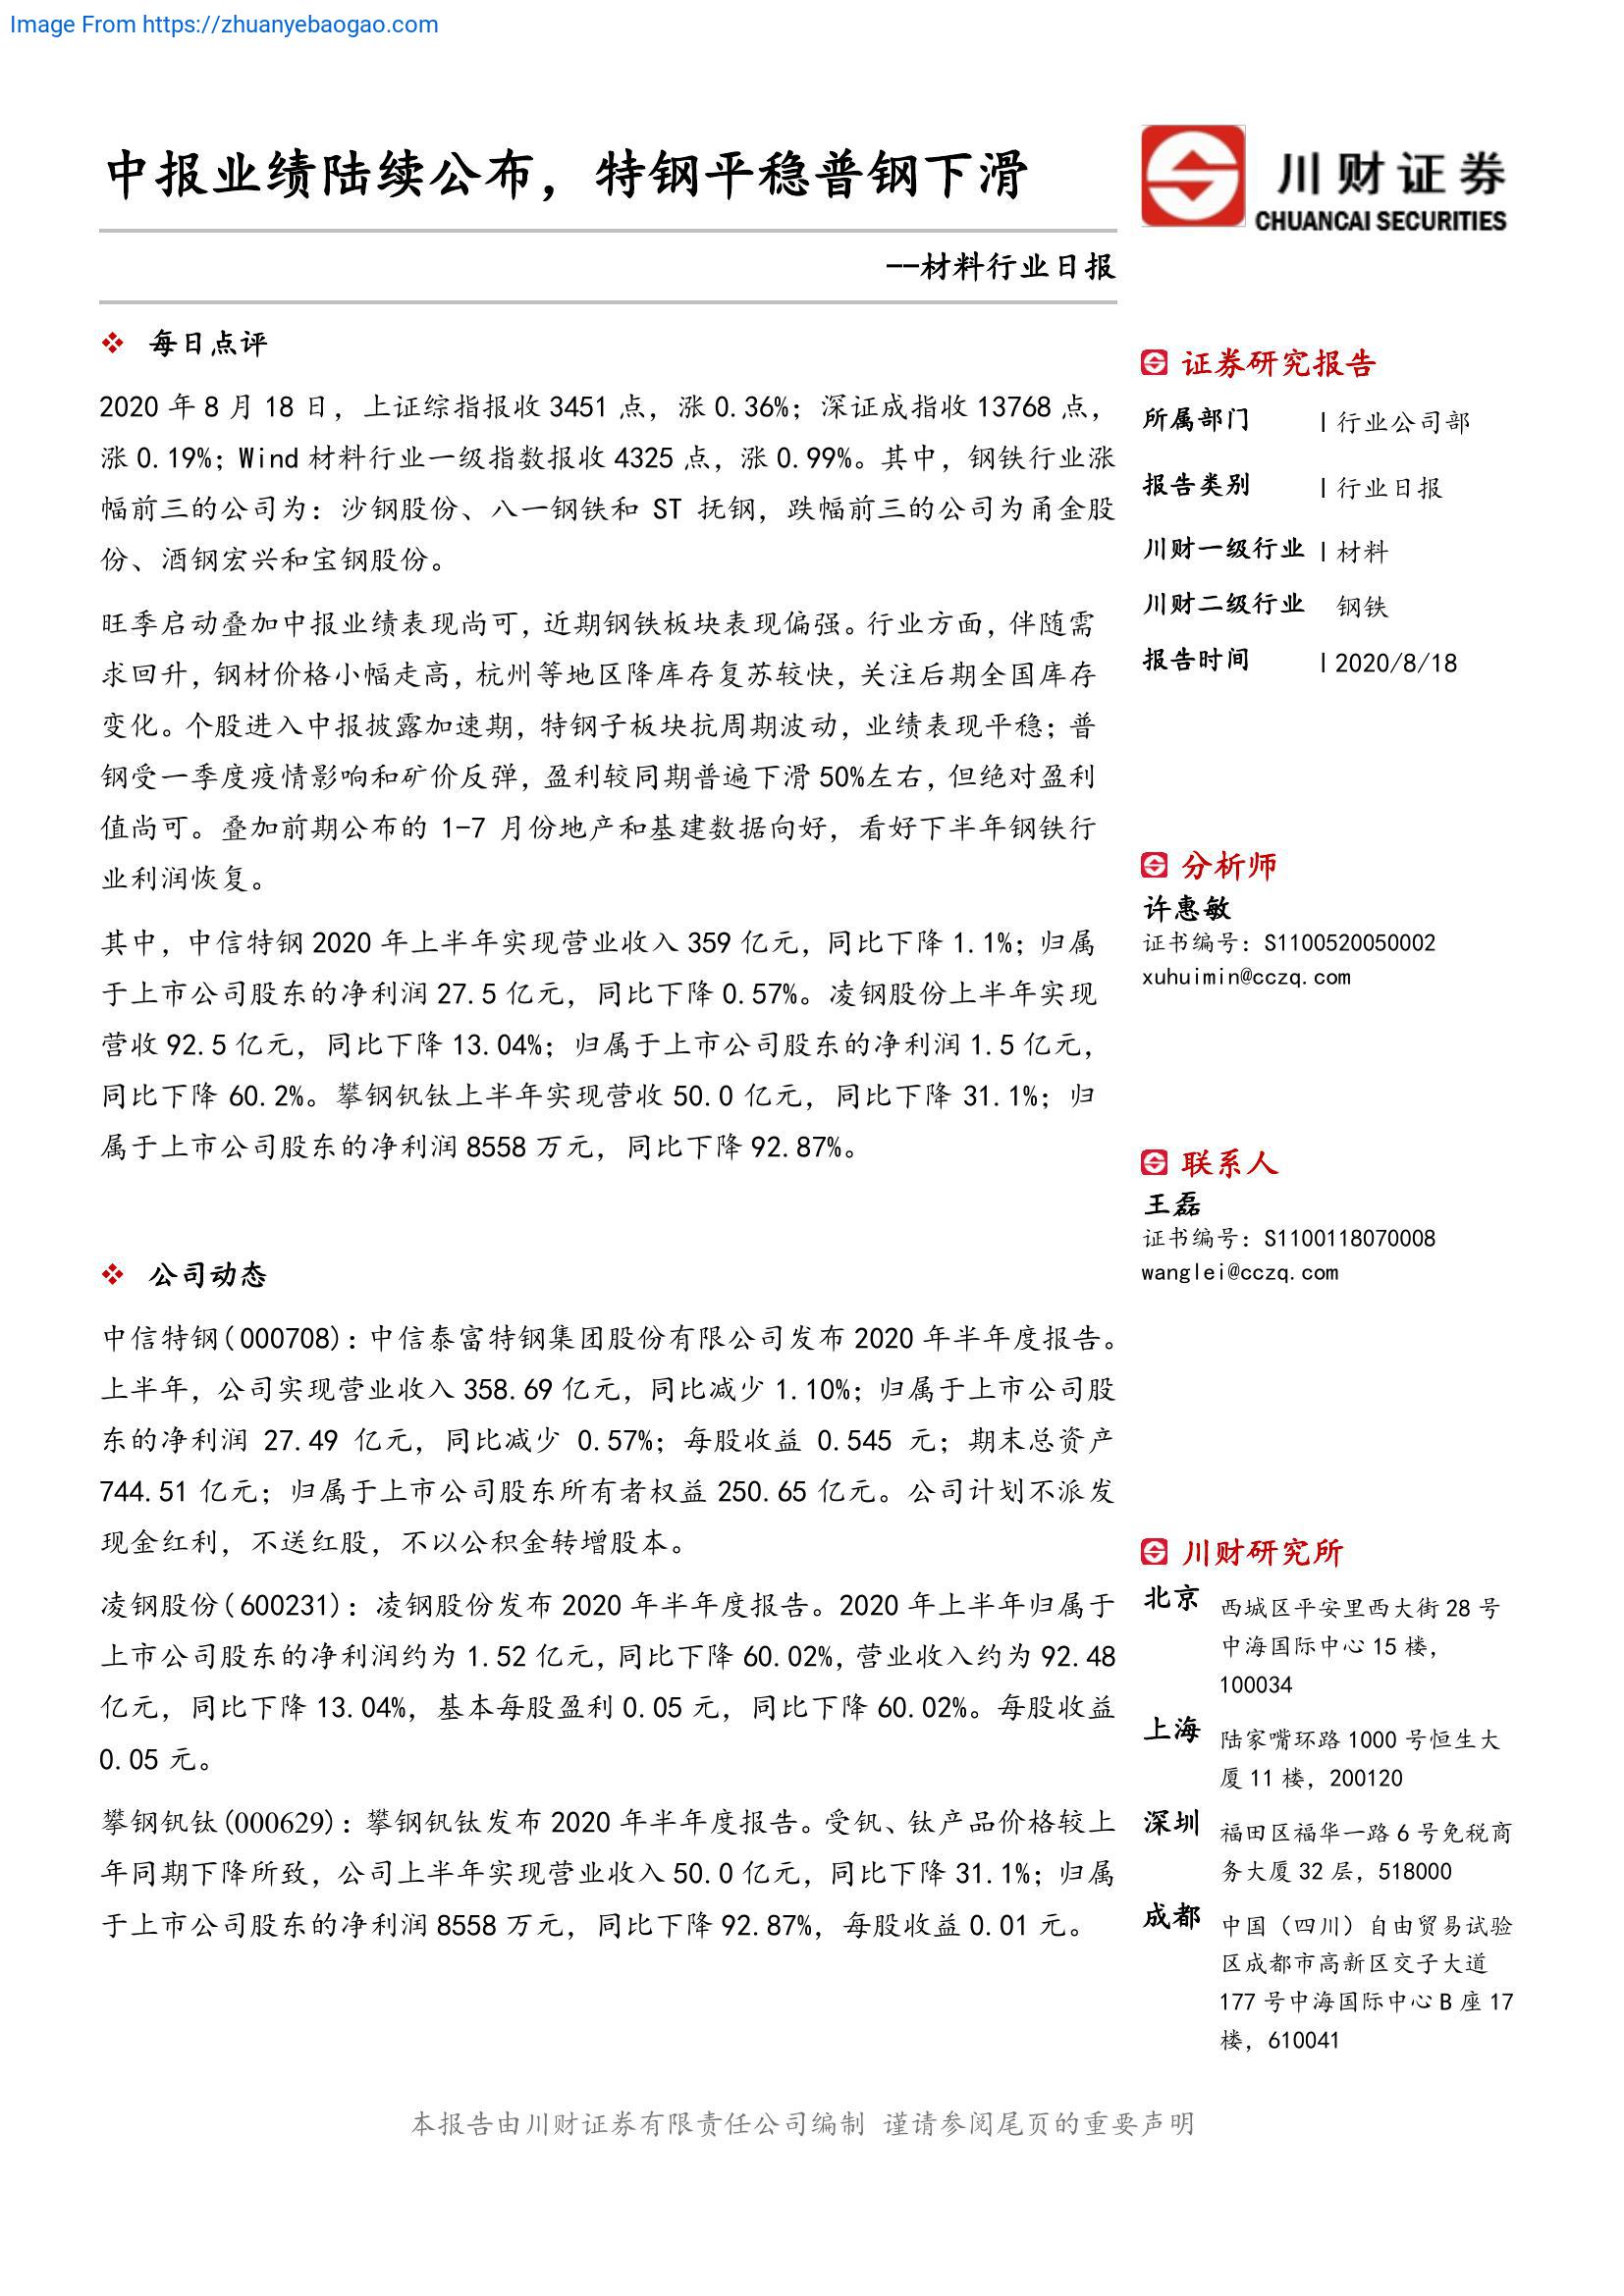 Image From https://zhuanyebaogao.com
中报业绩陆续公布，特钢平稳普钢下滑
--材料行业日报
川财证券
CHUANCAI SECURITIES
每日点评
2020 年 8 月 18 日，上证综指报收 3451 点，涨 0.36%；深证成指收 13768 点，
涨 0.19%；Wind 材料行业一级指数报收 4325 点，涨 0.99%。其中，钢铁行业涨
幅前三的公司为：沙钢股份、八一钢铁和 ST 抚钢，跌幅前三的公司为甬金股
份、酒钢宏兴和宝钢股份。
旺季启动叠加中报业绩表现尚可，近期钢铁板块表现偏强。行业方面，伴随需
求回升，钢材价格小幅走高，杭州等地区降库存复苏较快，关注后期全国库存
变化。个股进入中报披露加速期，特钢子板块抗周期波动，业绩表现平稳；普
钢受一季度疫情影响和矿价反弹，盈利较同期普遍下滑 50%左右，但绝对盈利
值尚可。叠加前期公布的 1-7 月份地产和基建数据向好，看好下半年钢铁行
业利润恢复。
其中，中信特钢 2020 年上半年实现营业收入 359 亿元，同比下降 1.1%；归属
于上市公司股东的净利润 27.5 亿元，同比下降 0.57%。凌钢股份上半年实现
营收 92.5 亿元，同比下降 13.04%；归属于上市公司股东的净利润 1.5 亿元，
同比下降 60.2%。攀钢钒钛上半年实现营收 50.0 亿元，同比下降 31.1%；归
属于上市公司股东的净利润 8558 万元，同比下降 92.87%。
公司动态
中信特钢(000708)：中信泰富特钢集团股份有限公司发布 2020 年半年度报告。
上半年，公司实现营业收入 358.69 亿元，同比减少 1.10%；归属于上市公司股
东的净利润 27.49 亿元，同比减少 0.57%；每股收益 0.545 元；期末总资产
744.51 亿元；归属于上市公司股东所有者权益 250.65 亿元。公司计划不派发
现金红利，不送红股，不以公积金转增股本。
凌钢股份(600231)：凌钢股份发布 2020 年半年度报告。2020 年上半年归属于
上市公司股东的净利润约为 1.52 亿元，同比下降 60.02%，营业收入约为 92.48
亿元，同比下降 13.04%，基本每股盈利 0.05 元，同比下降 60.02%。每股收益
0.05 元。
攀钢钒钛(000629)：攀钢钒钛发布 2020 年半年度报告。受钒、钛产品价格较上
年同期下降所致，公司上半年实现营业收入 50.0 亿元，同比下降 31.1%；归属
于上市公司股东的净利润 8558 万元，同比下降 92.87%，每股收益 0.01 元。
证券研究报告
所属部门 | 行业公司部
报告类别 | 行业日报
川财一级行业 | 材料
川财二级行业 钢铁
报告时间 | 2020/8/18
分析师
许惠敏
证书编号：S1100520050002
xuhuimin@cczq.com
联系人
王磊
证书编号：S1100118070008
wanglei@cczq.com
川财研究所
北京 西城区平安里西大街 28 号
中海国际中心 15 楼，
100034
上海 陆家嘴环路 1000 号恒生大
厦 11 楼，200120
深圳 福田区福华一路 6 号免税商
务大厦 32 层，518000
成都 中国（四川）自由贸易试验
区成都市高新区交子大道
177 号中海国际中心 B 座 17
楼，610041
本报告由川财证券有限责任公司编制 谨请参阅尾页的重要声明